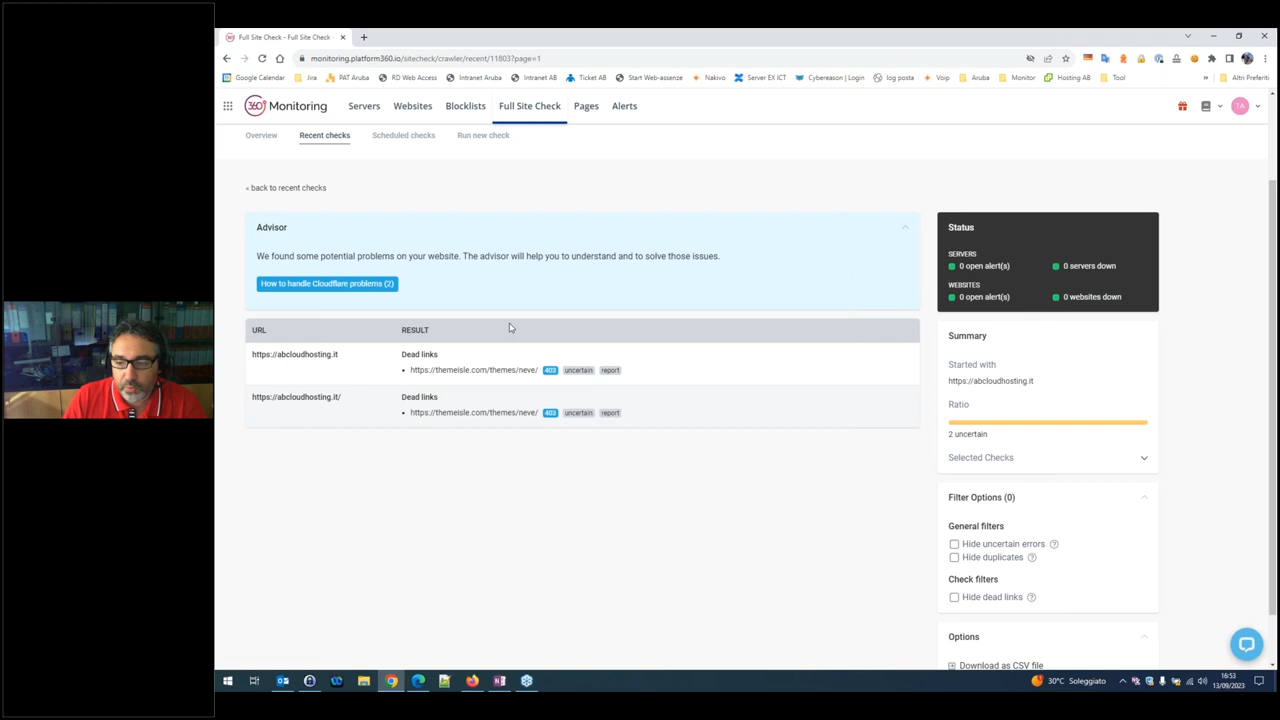 Full Site Check - Full Site Check -
monitoring.platform360.io/sitecheck/crawler/recent/11803?page=1
Google Calendar Jira PAT Aruba RD Web Access Intranet Aruba Intranet AB Ticket AB Start Web-assenze Nakivo Server EX ICT Cybereason | Login log posta Voip Aruba Monitor Hosting AB Tool » Altri Preferiti
360 Monitoring Servers Websites Blocklists Full Site Check Pages Alerts TA
Overview Recent checks Scheduled checks Run new check
« back to recent checks
Advisor
We found some potential problems on your website. The advisor will help you to understand and to solve those issues.
How to handle Cloudflare problems (2)
URL RESULT
https://abcloudhosting.it Dead links
• https://themeisle.com/themes/neve/ 403 uncertain report
https://abcloudhosting.it/ Dead links
• https://themeisle.com/themes/neve/ 403 uncertain report
Status
SERVERS
0 open alert(s) 0 servers down
WEBSITES
0 open alert(s) 0 websites down
Summary
Started with
https://abcloudhosting.it
Ratio
2 uncertain
Selected Checks
Filter Options (0)
General filters
Hide uncertain errors ?
Hide duplicates ?
Check filters
Hide dead links ?
Options
Download as CSV file
30°C Soleggiato
16:53
13/09/2023